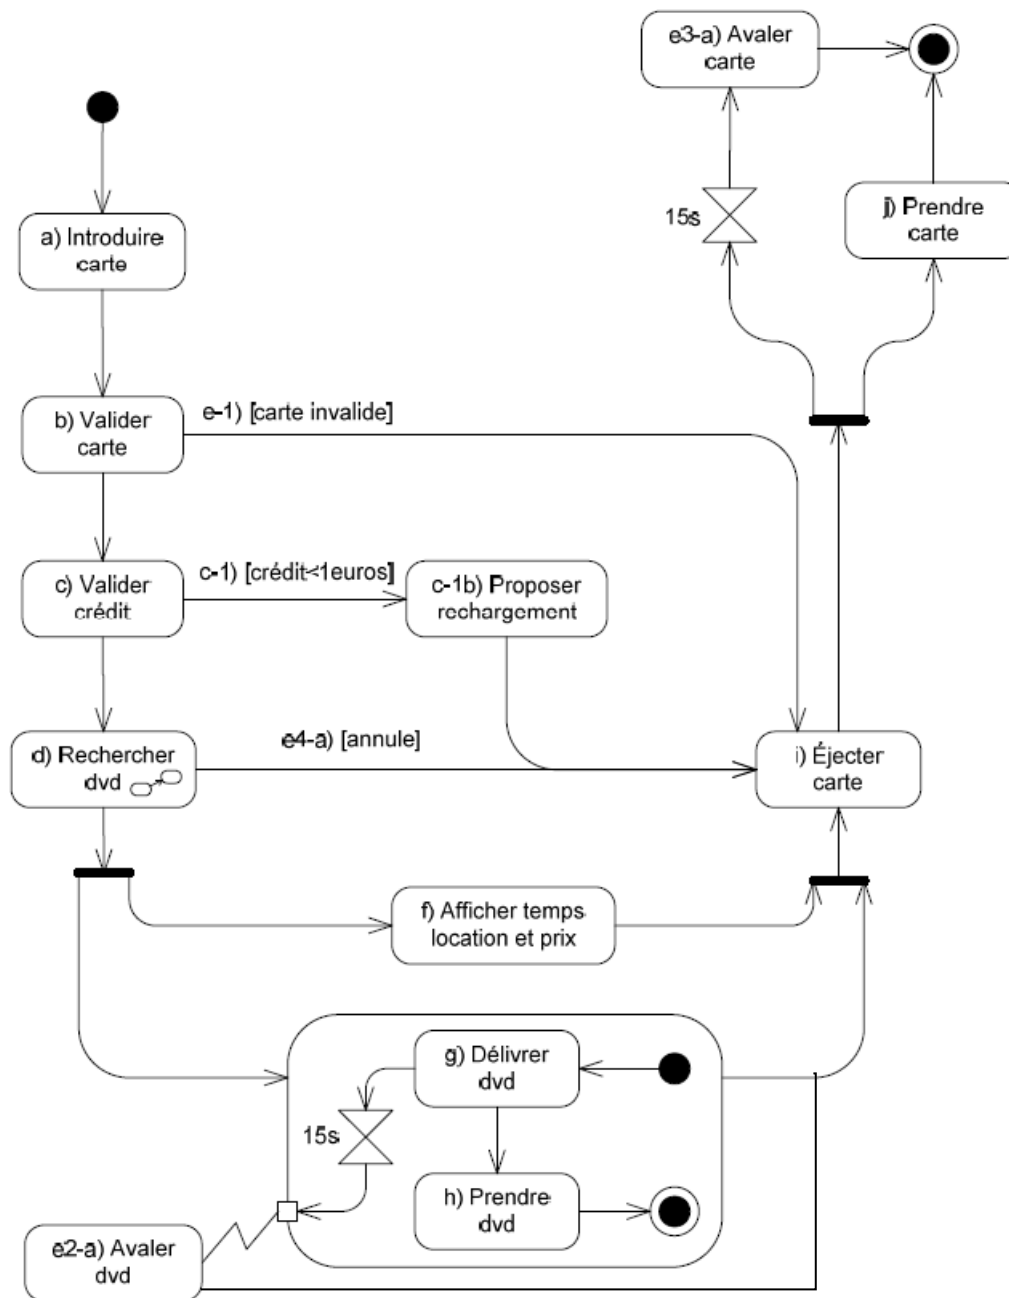 e3-a) Avaler
carte
15s
j) Prendre
carte
a) Introduire
carte
b) Valider
carte
e-1) [carte invalide]
c) Valider
crédit
c-1) [crédit<1euros]
c-1b) Proposer
rechargement
d) Rechercher
dvd
e4-a) [annule]
i) Éjecter
carte
f) Afficher temps
location et prix
g) Délivrer
dvd
15s
h) Prendre
dvd
e2-a) Avaler
dvd